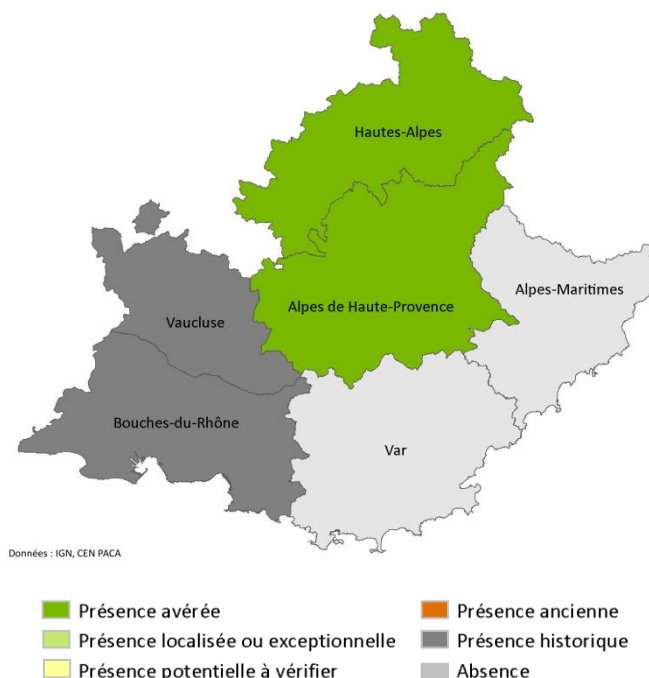 Hautes-Alpes
Alpes-Maritimes
Alpes de Haute-Provence
Vaucluse
Bouches-du-Rhône
Var
Données : IGN, CEN PACA
Présence avérée
Présence ancienne
Présence localisée ou exceptionnelle
Présence historique
Présence potentielle à vérifier
Absence